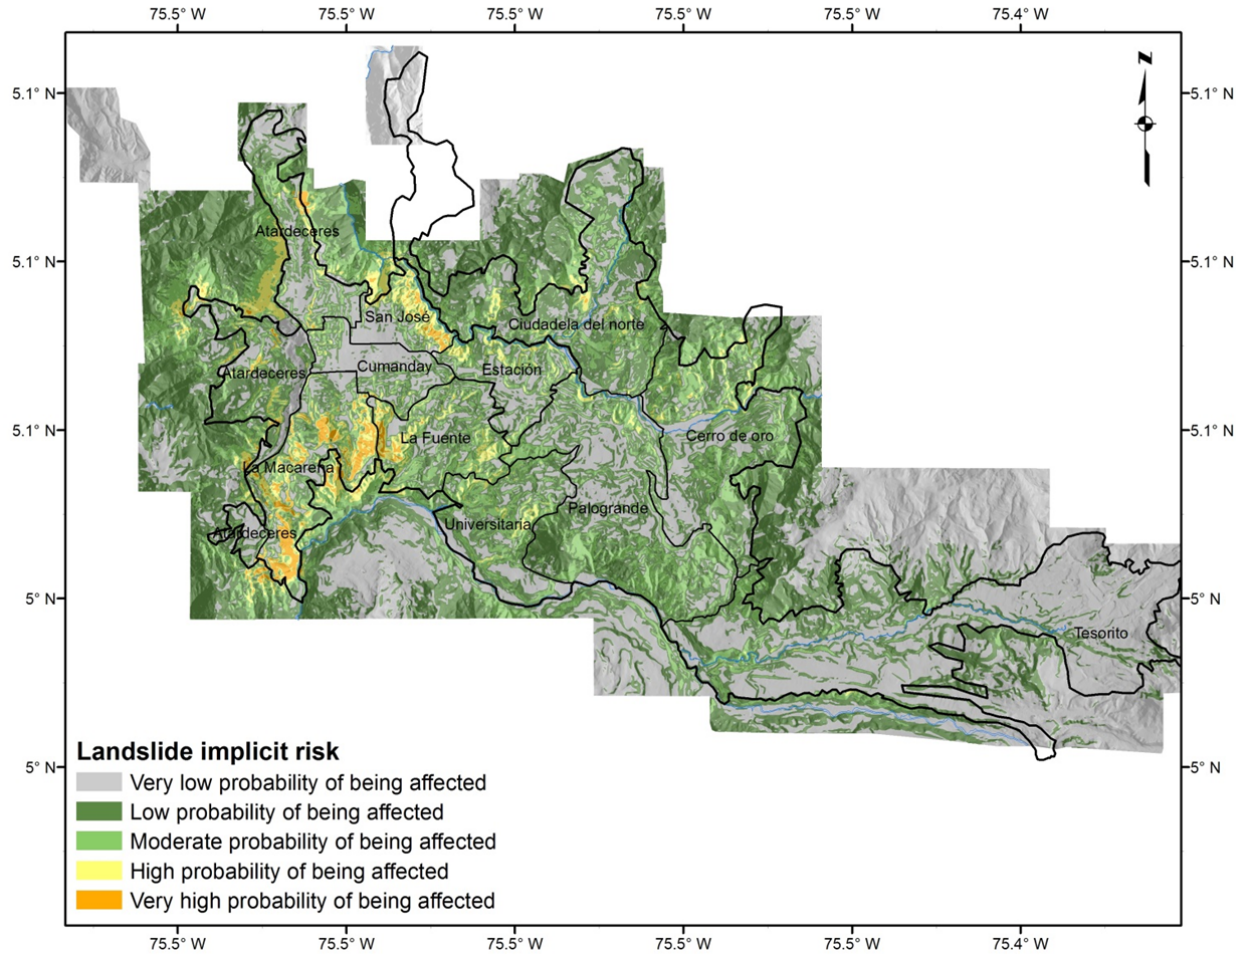 75.5° W 75.5° W 75.5° W 75.5° W 75.5° W 75.4° W
N
5.1° N 5.1° N
Atardeceres
5.1° N 5.1° N
San José
Ciudadela del norte
Atardeceres
Cumanday
Estación
5.1° N 5.1° N
La Fuente
Cerro de oro
La Macarena
Palogrande
Universitaria
Atardeceres
5° N 5° N
Tesorito
5° N 5° N
Landslide implicit risk
Very low probability of being affected
Low probability of being affected
Moderate probability of being affected
High probability of being affected
Very high probability of being affected
75.5° W 75.5° W 75.5° W 75.5° W 75.5° W 75.4° W